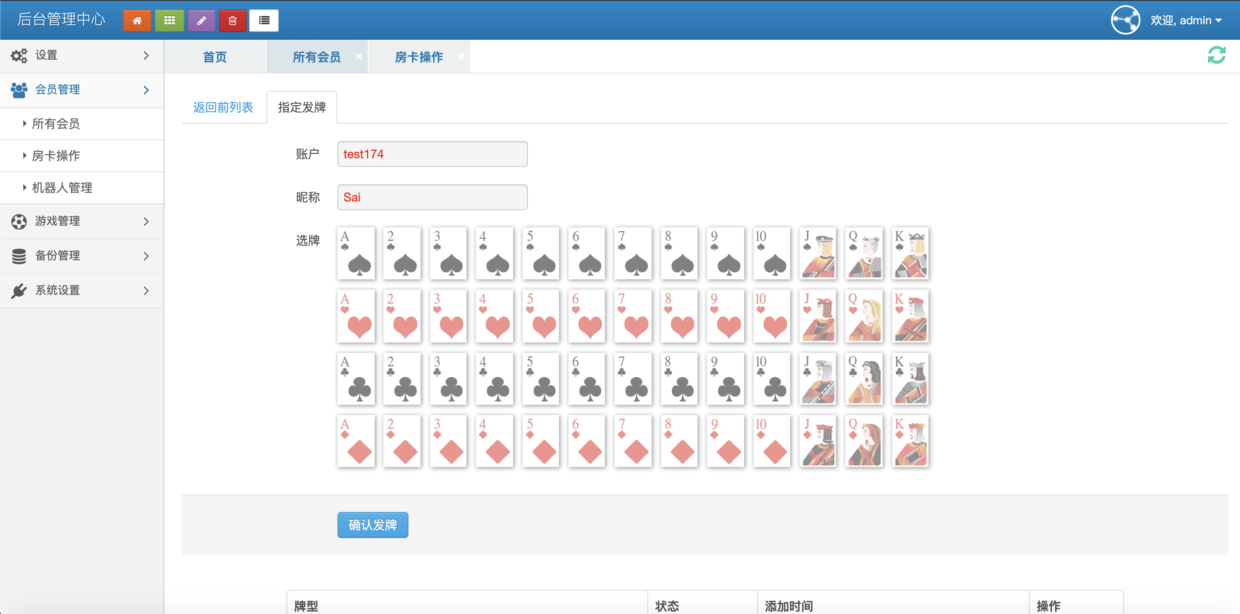 后台管理中心
欢迎, admin
设置
会员管理
所有会员
房卡操作
机器人管理
游戏管理
备份管理
系统设置
首页 所有会员 × 房卡操作 ×
返回前列表 指定发牌
账户 test174
昵称 Sai
选牌
A 2 3 4 5 6 7 8 9 10 J Q K
A 2 3 4 5 6 7 8 9 10 J Q K
A 2 3 4 5 6 7 8 9 10 J Q K
A 2 3 4 5 6 7 8 9 10 J Q K
确认发牌
牌型 状态 添加时间 操作